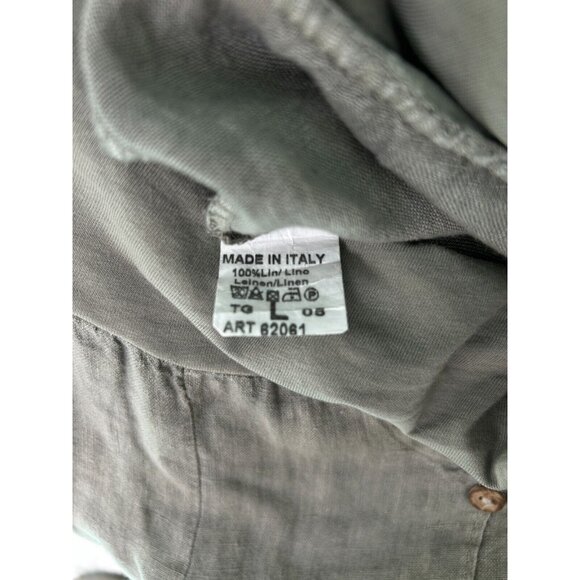 MADE IN ITALY
100%Lin/ Lino
Leinen/Linen
TG L 05
ART 62061